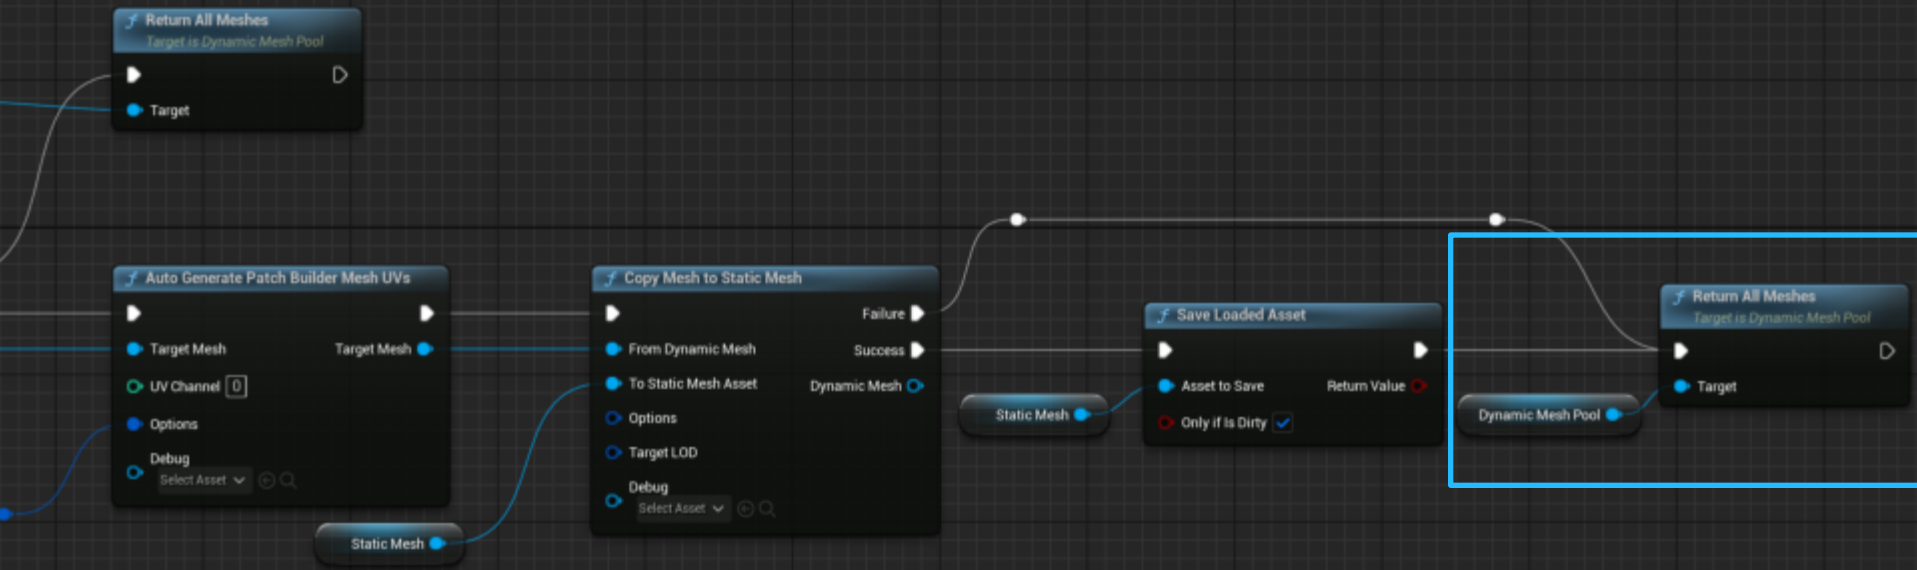 Return All Meshes
Target is Dynamic Mesh Pool
Target
Auto Generate Patch Builder Mesh UVs
Target Mesh
Target Mesh
UV Channel 0
Options
Debug
Select Asset
Static Mesh
Copy Mesh to Static Mesh
Failure
From Dynamic Mesh
Success
To Static Mesh Asset
Dynamic Mesh
Options
Target LOD
Debug
Select Asset
Static Mesh
Save Loaded Asset
Asset to Save
Return Value
Only if Is Dirty
Dynamic Mesh Pool
Return All Meshes
Target is Dynamic Mesh Pool
Target